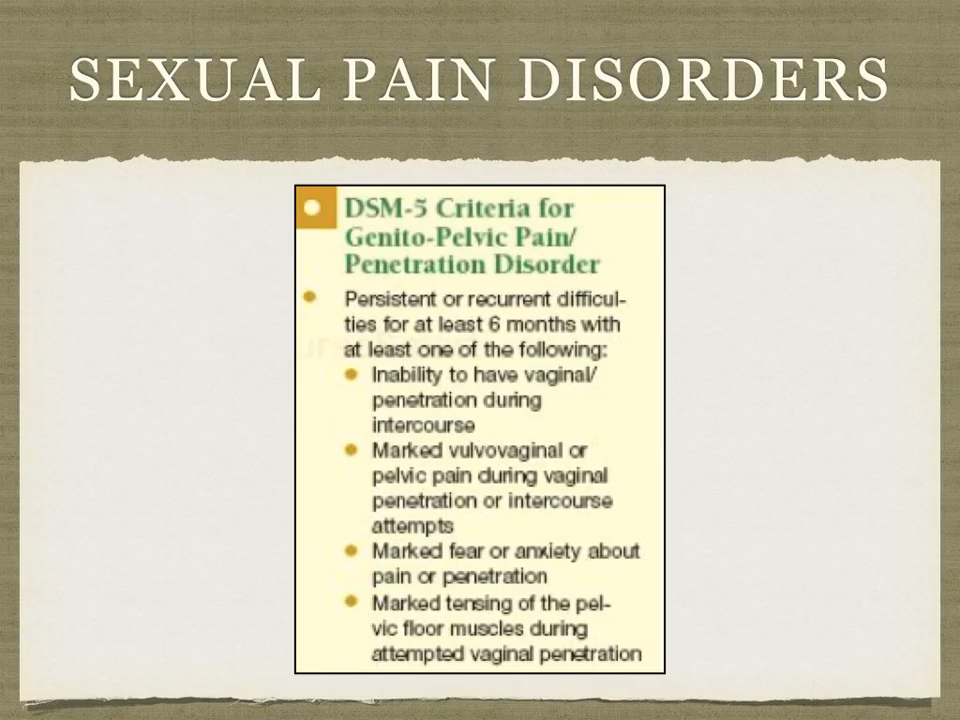 SEXUAL PAIN DISORDERS
DSM-5 Criteria for
Genito-Pelvic Pain/
Penetration Disorder
Persistent or recurrent difficul-
ties for at least 6 months with
at least one of the following:
Inability to have vaginal/
penetration during
intercourse
Marked vulvovaginal or
pelvic pain during vaginal
penetration or intercourse
attempts
Marked fear or anxiety about
pain or penetration
Marked tensing of the pel-
vic floor muscles during
attempted vaginal penetration